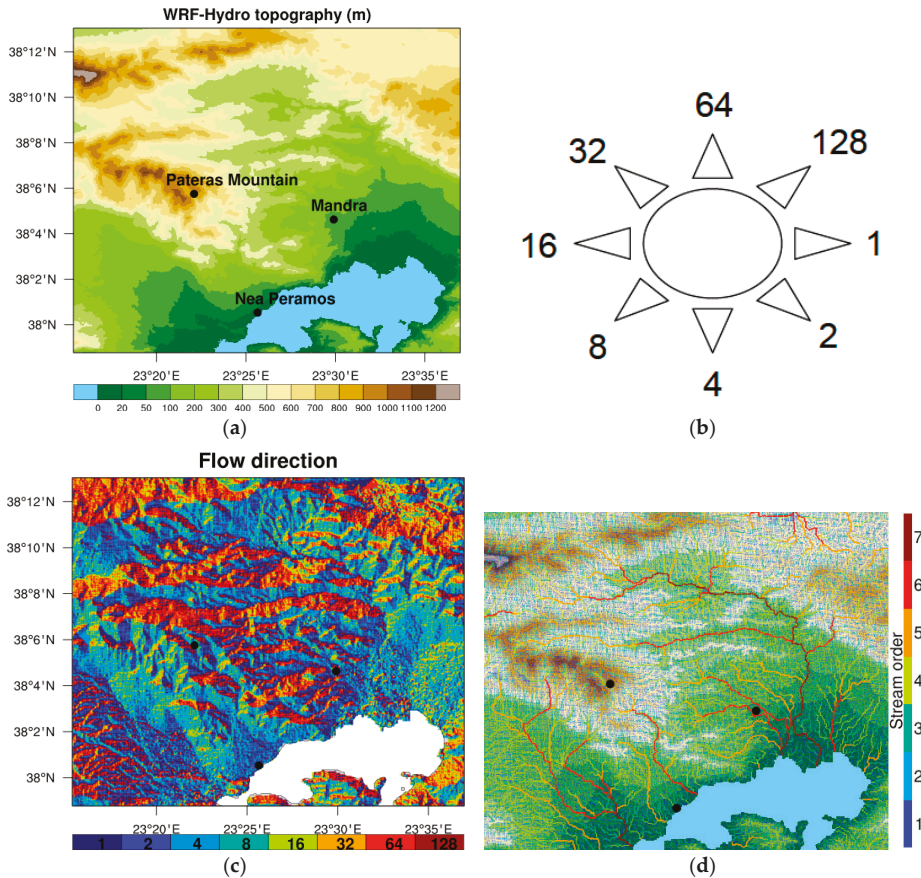 WRF-Hydro topography (m)
38°12'N
38°10'N
38°8'N
38°6'N
38°4'N
38°2'N
38°N
Pateras Mountain
Mandra
Nea Peramos
23°20'E 23°25'E 23°30'E 23°35'E
0 20 50 100 200 300 400 500 600 700 800 900 1000 1100 1200
(a)
64
32 128
16 1
8 2
4
(b)
Flow direction
38°12'N
38°10'N
38°8'N
38°6'N
38°4'N
38°2'N
38°N
23°20'E 23°25'E 23°30'E 23°35'E
1 2 4 8 16 32 64 128
(c)
Stream order
7
6
5
4
3
2
1
(d)